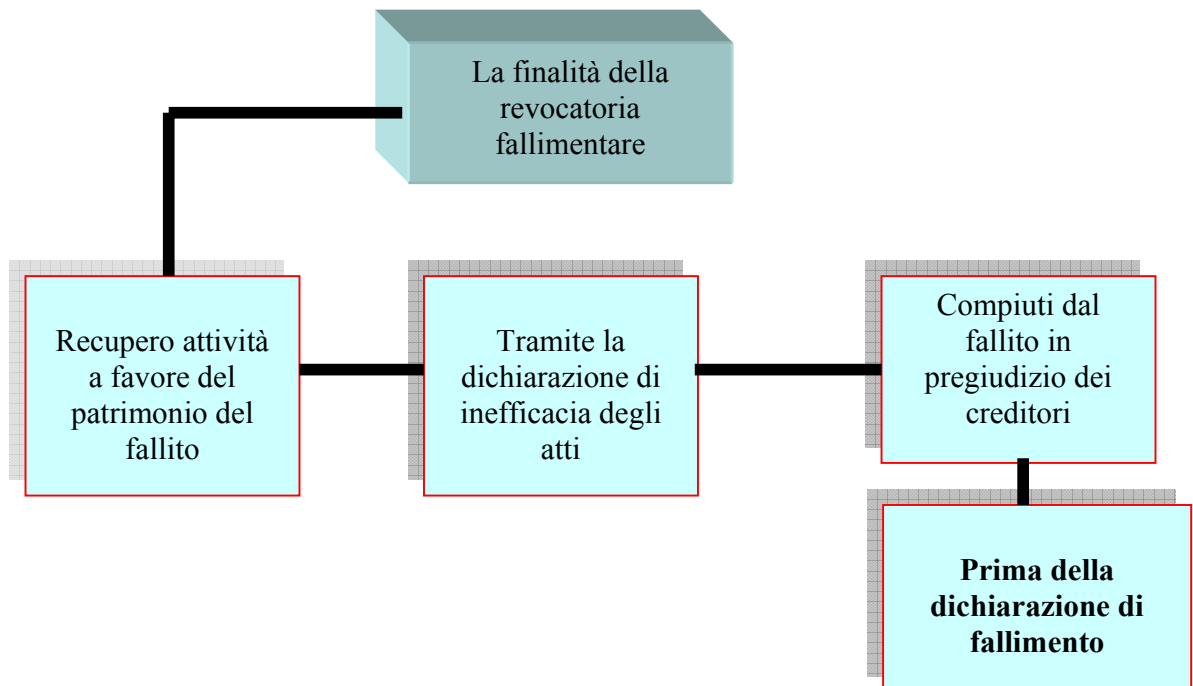 La finalità della
revocatoria
fallimentare
Recupero attività
a favore del
patrimonio del
fallito
Tramite la
dichiarazione di
inefficacia degli
atti
Compiuti dal
fallito in
pregiudizio dei
creditori
Prima della
dichiarazione di
fallimento